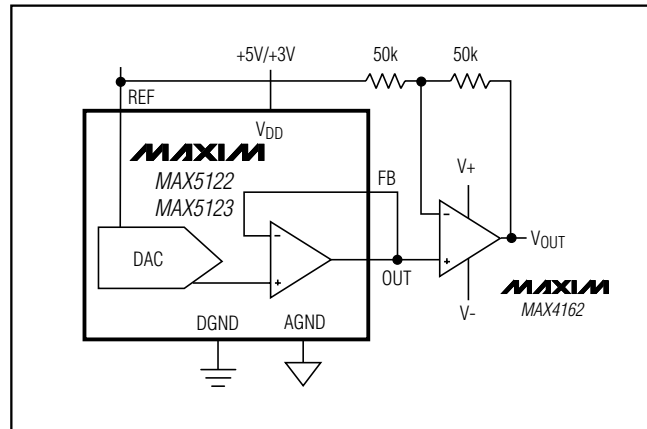 +5V/+3V
50k
50k
REF
VDD
MAXIM
MAX5122
MAX5123
FB
V+
-
-
DAC
+
+
VOUT
OUT
MAXIM
MAX4162
V-
DGND
AGND